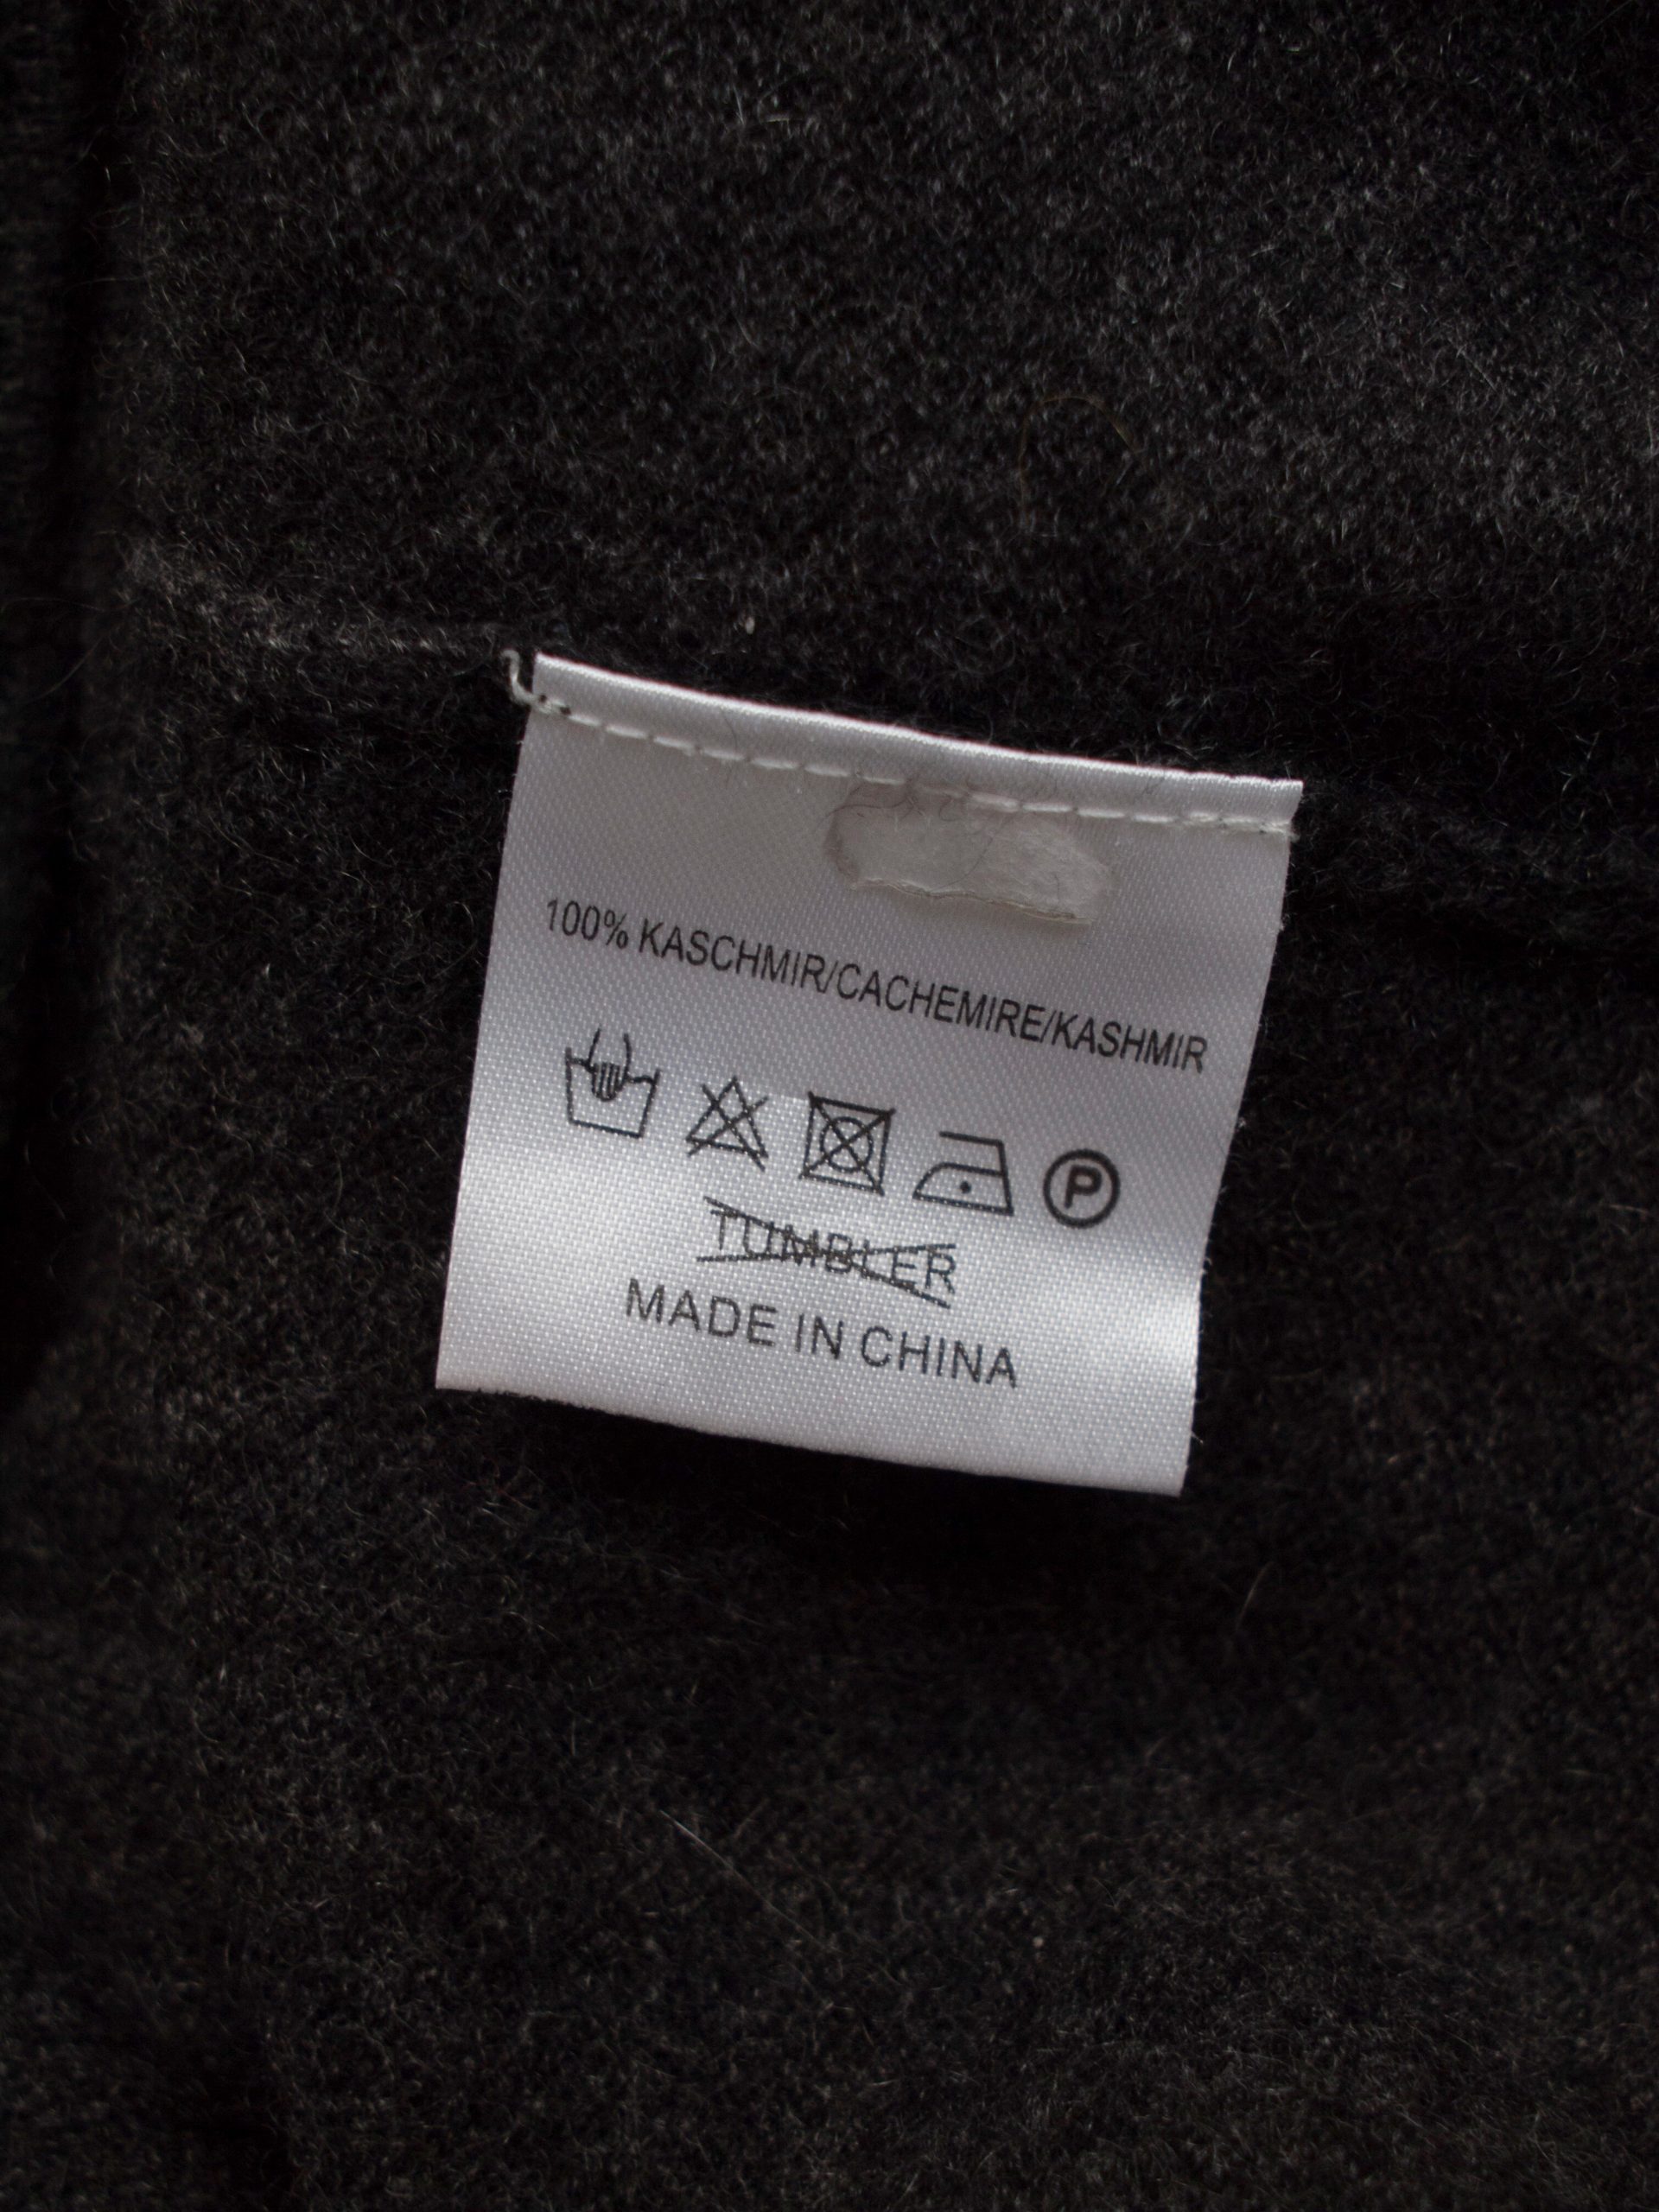 100% KASCHMIR/CACHEMIRE/KASHMIR
P
TUMBLER
MADE IN CHINA